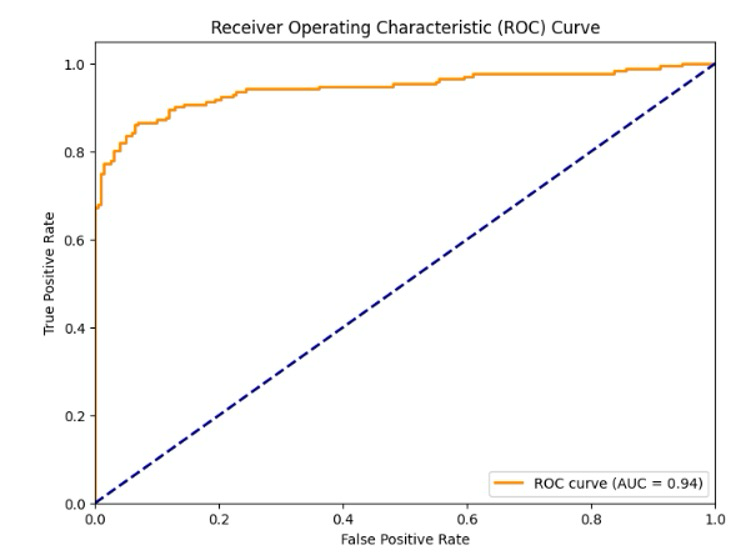 Receiver Operating Characteristic (ROC) Curve
1.0
0.8
0.6
0.4
0.2
0.0
True Positive Rate
ROC curve (AUC = 0.94)
0.0 0.2 0.4 0.6 0.8 1.0
False Positive Rate